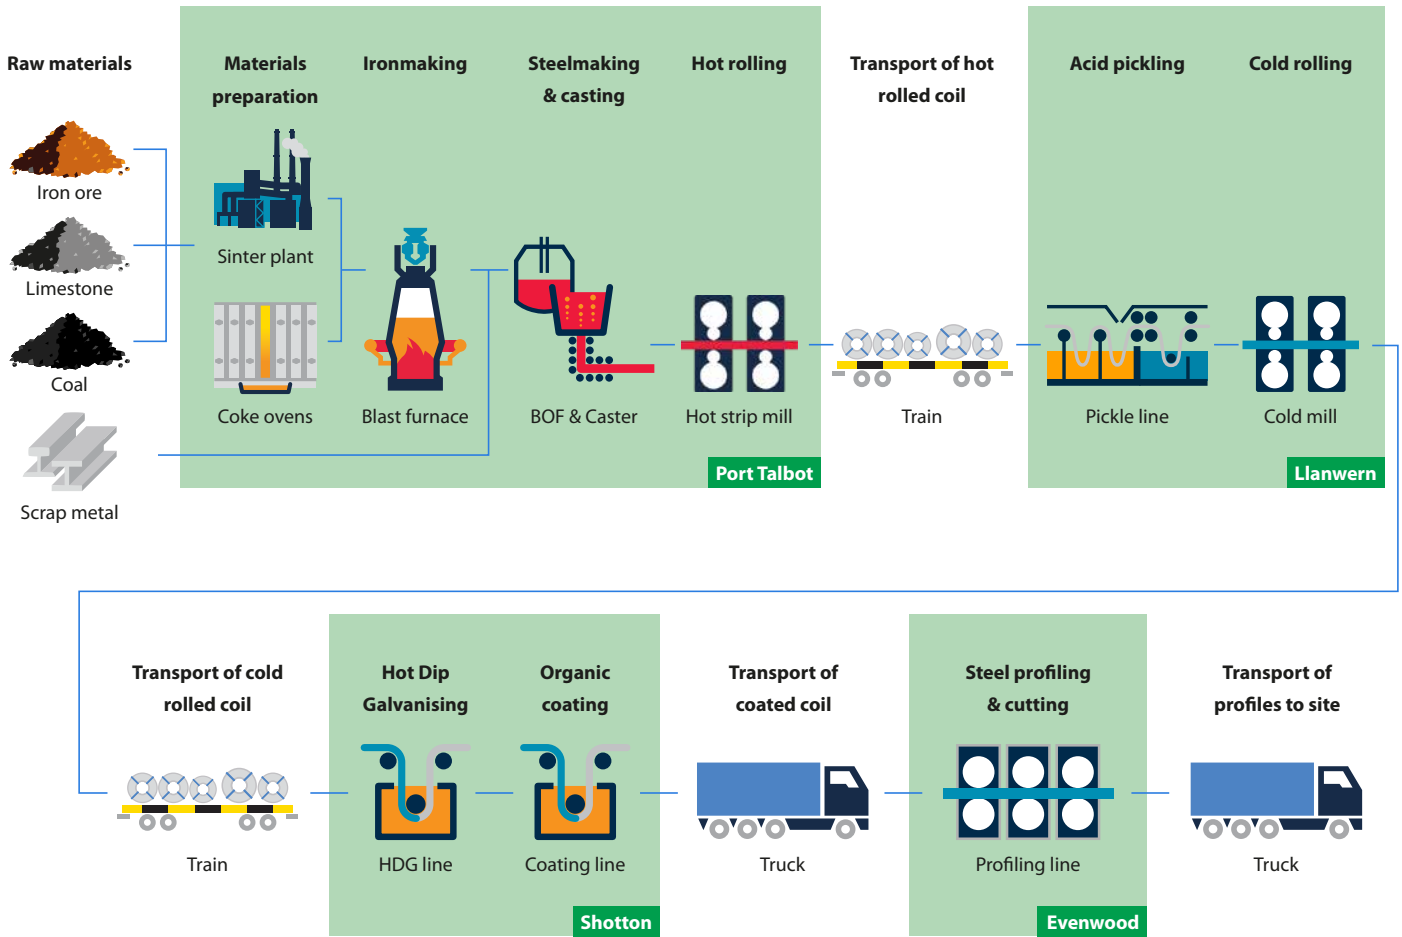 Raw materials
Materials
preparation
Ironmaking
Steelmaking
& casting
Hot rolling
Transport of hot
rolled coil
Acid pickling
Cold rolling
Iron ore
Limestone
Coal
Scrap metal
Sinter plant
Coke ovens
Blast furnace
BOF & Caster
Hot strip mill
Train
Pickle line
Cold mill
Port Talbot
Llanwern
Transport of cold
rolled coil
Hot Dip
Galvanising
Organic
coating
Transport of
coated coil
Steel profiling
& cutting
Transport of
profiles to site
Train
HDG line
Coating line
Truck
Profiling line
Truck
Shotton
Evenwood